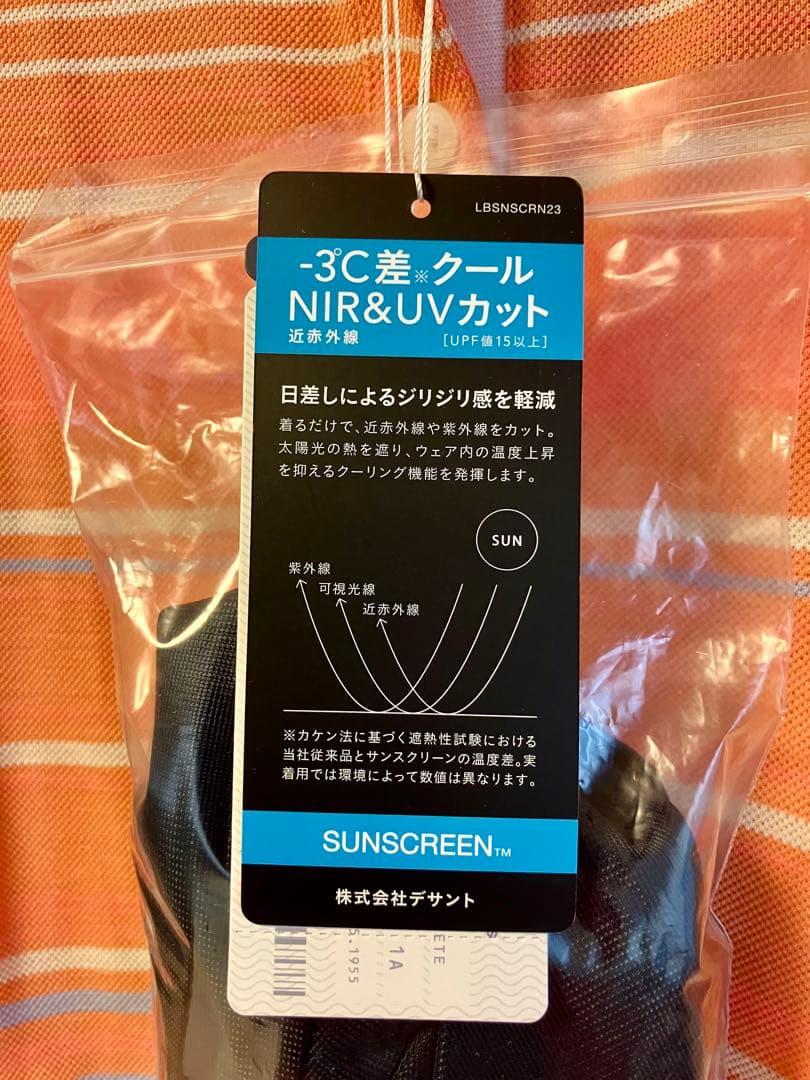 LBSNSCRN23
-3℃差※クール
NIR&UVカット
近赤外線 [UPF値15以上]
日差しによるジリジリ感を軽減
着るだけで、近赤外線や紫外線をカット。
太陽光の熱を遮り、ウェア内の温度上昇
を抑えるクーリング機能を発揮します。
SUN
紫外線
可視光線
近赤外線
※カケン法に基づく遮熱性試験における
当社従来品とサンスクリーンの温度差。実
着用では環境によって数値は異なります。
SUNSCREEN™
株式会社デサント
1A
5.1955